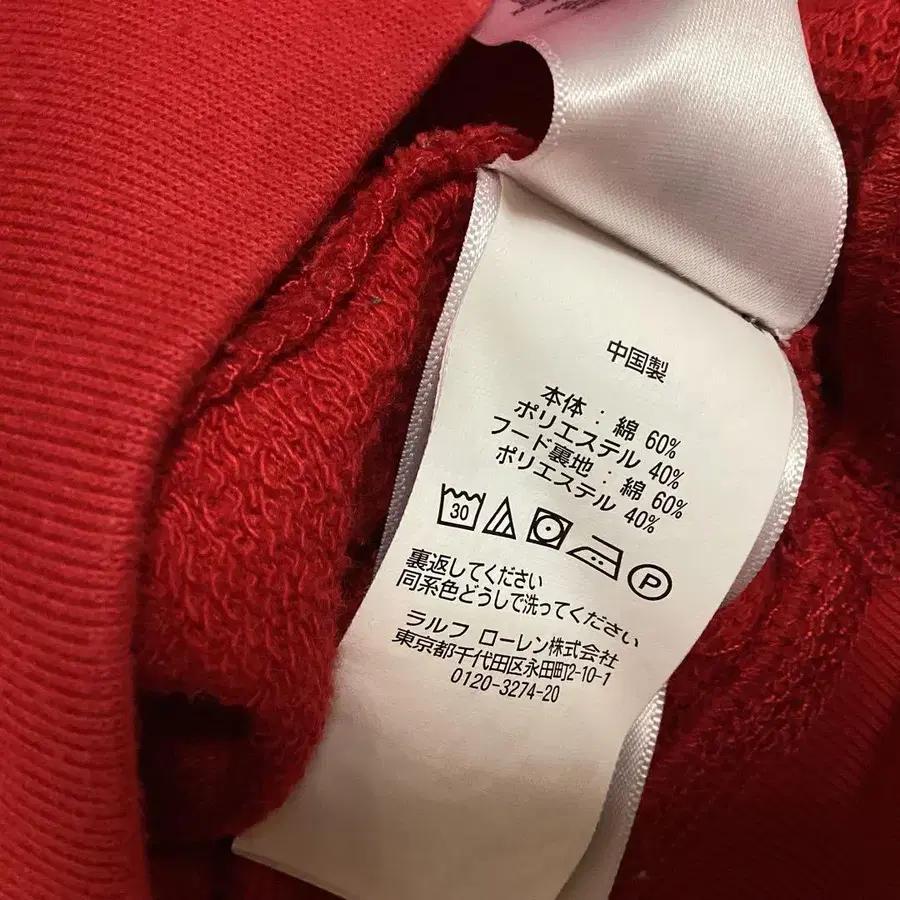 中国製
本体 : 綿 60%
ポリエステル 40%
フード裏地 : 綿 60%
ポリエステル 40%
30 P
裏返してください
同系色どうしで洗ってください
ラルフ ローレン株式会社
東京都千代田区永田町2-10-1
0120-3274-20